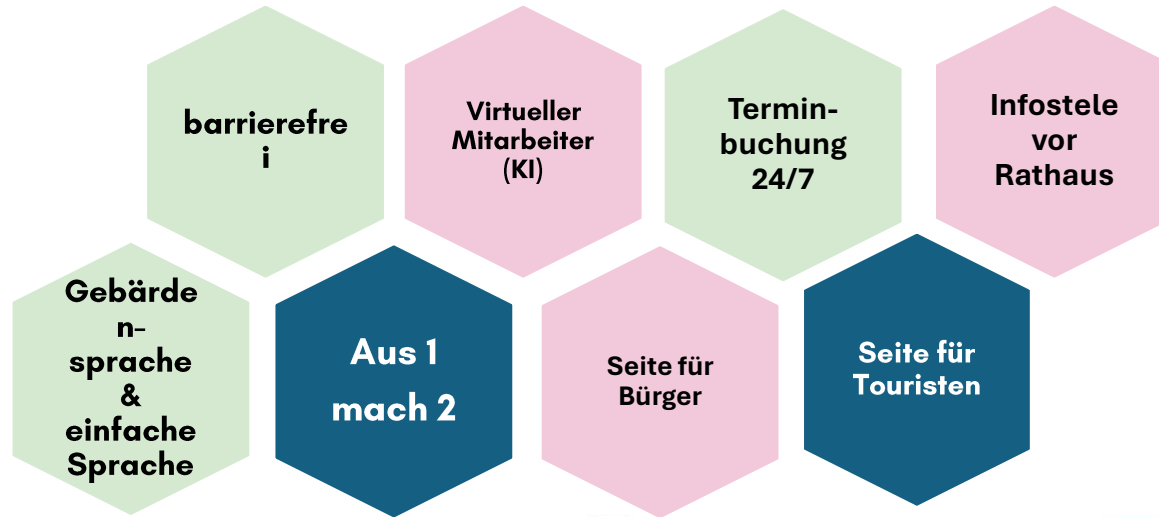 barrierefre
i
Virtueller
Mitarbeiter
(KI)
Termin-
buchung
24/7
Infostele
vor
Rathaus
Gebärde
n-
sprache
&
einfache
Sprache
Aus 1
mach 2
Seite für
Bürger
Seite für
Touristen